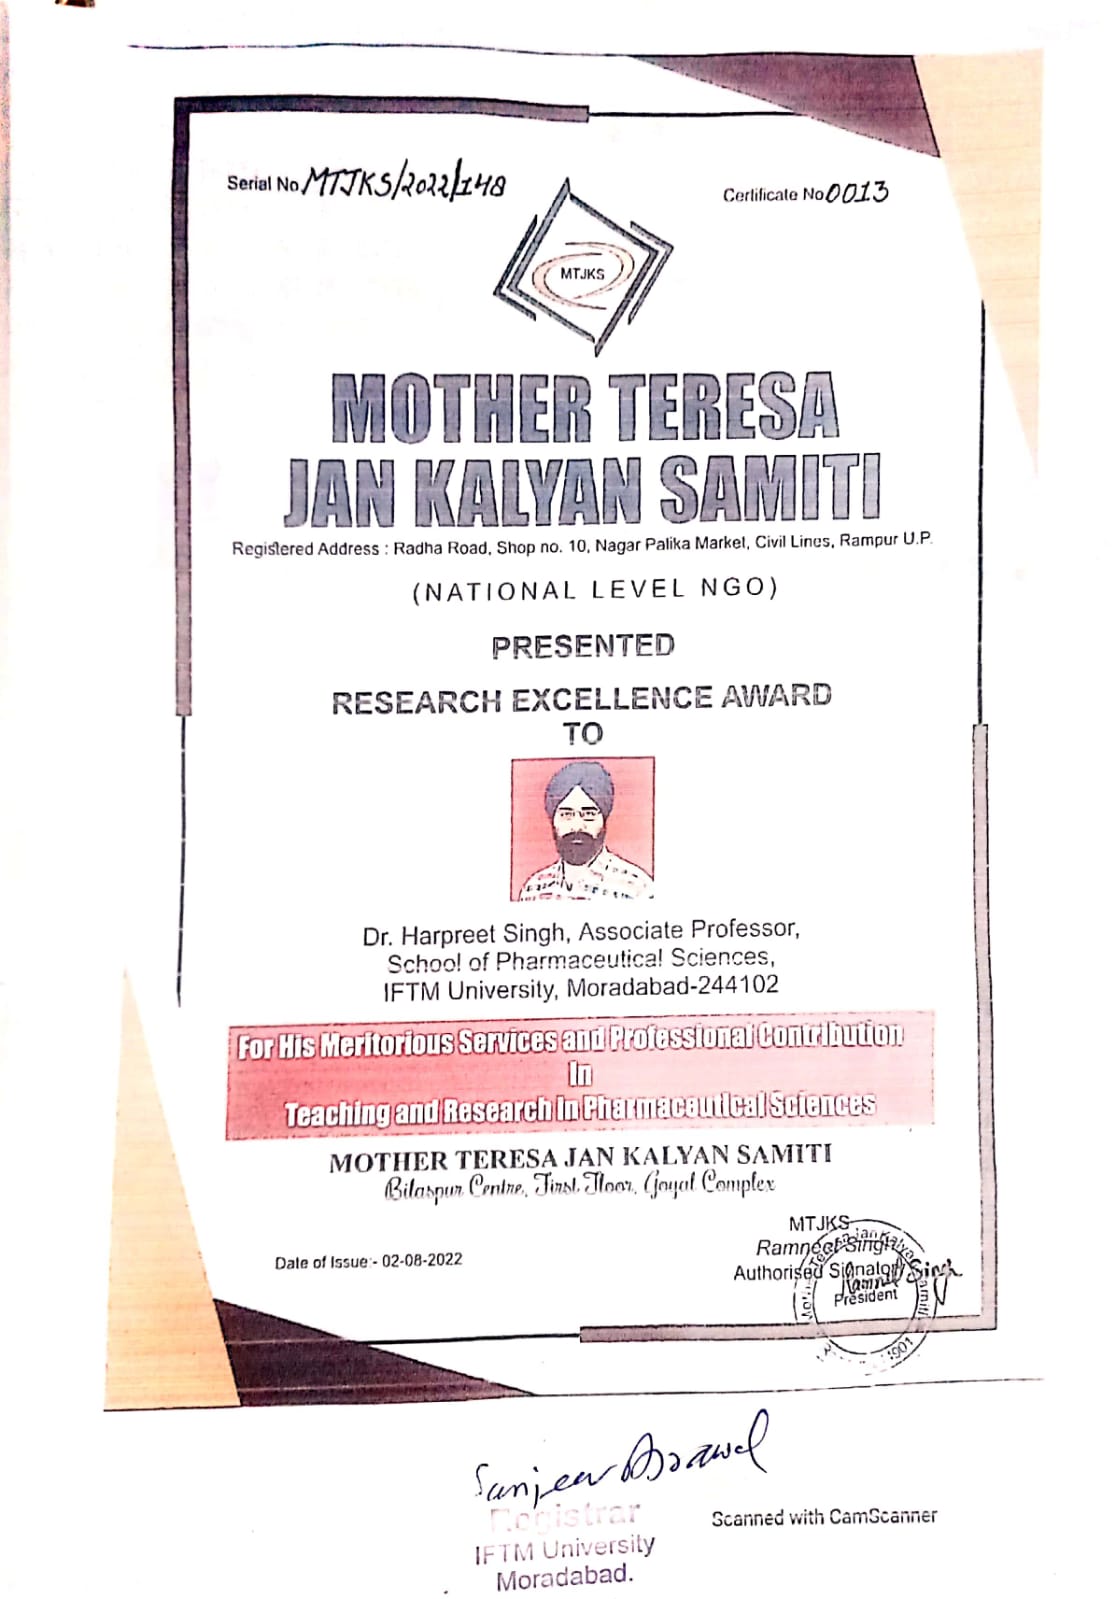 Serial No. MTJKS/2022/148
Certificate No 0013
MTJKS
MOTHER TERESA
JAN KALYAN SAMITI
Registered Address : Radha Road, Shop no. 10, Nagar Palika Market, Civil Lines, Rampur U.P.
(NATIONAL LEVEL NGO)
PRESENTED
RESEARCH EXCELLENCE AWARD
TO
Dr. Harpreet Singh, Associate Professor,
School of Pharmaceutical Sciences,
IFTM University, Moradabad-244102
For His Meritorious Services and Professional Contribution
In
Teaching and Research In Pharmaceutical Sciences
MOTHER TERESA JAN KALYAN SAMITI
Bilaspur Centre, First Floor, Goyal Complex
Date of Issue:- 02-08-2022
MTJKS
Ramneet Singh
Authorised Signatory
President
Singh
Sanjeev
Registrar
IFTM University
Moradabad.
Scanned with CamScanner